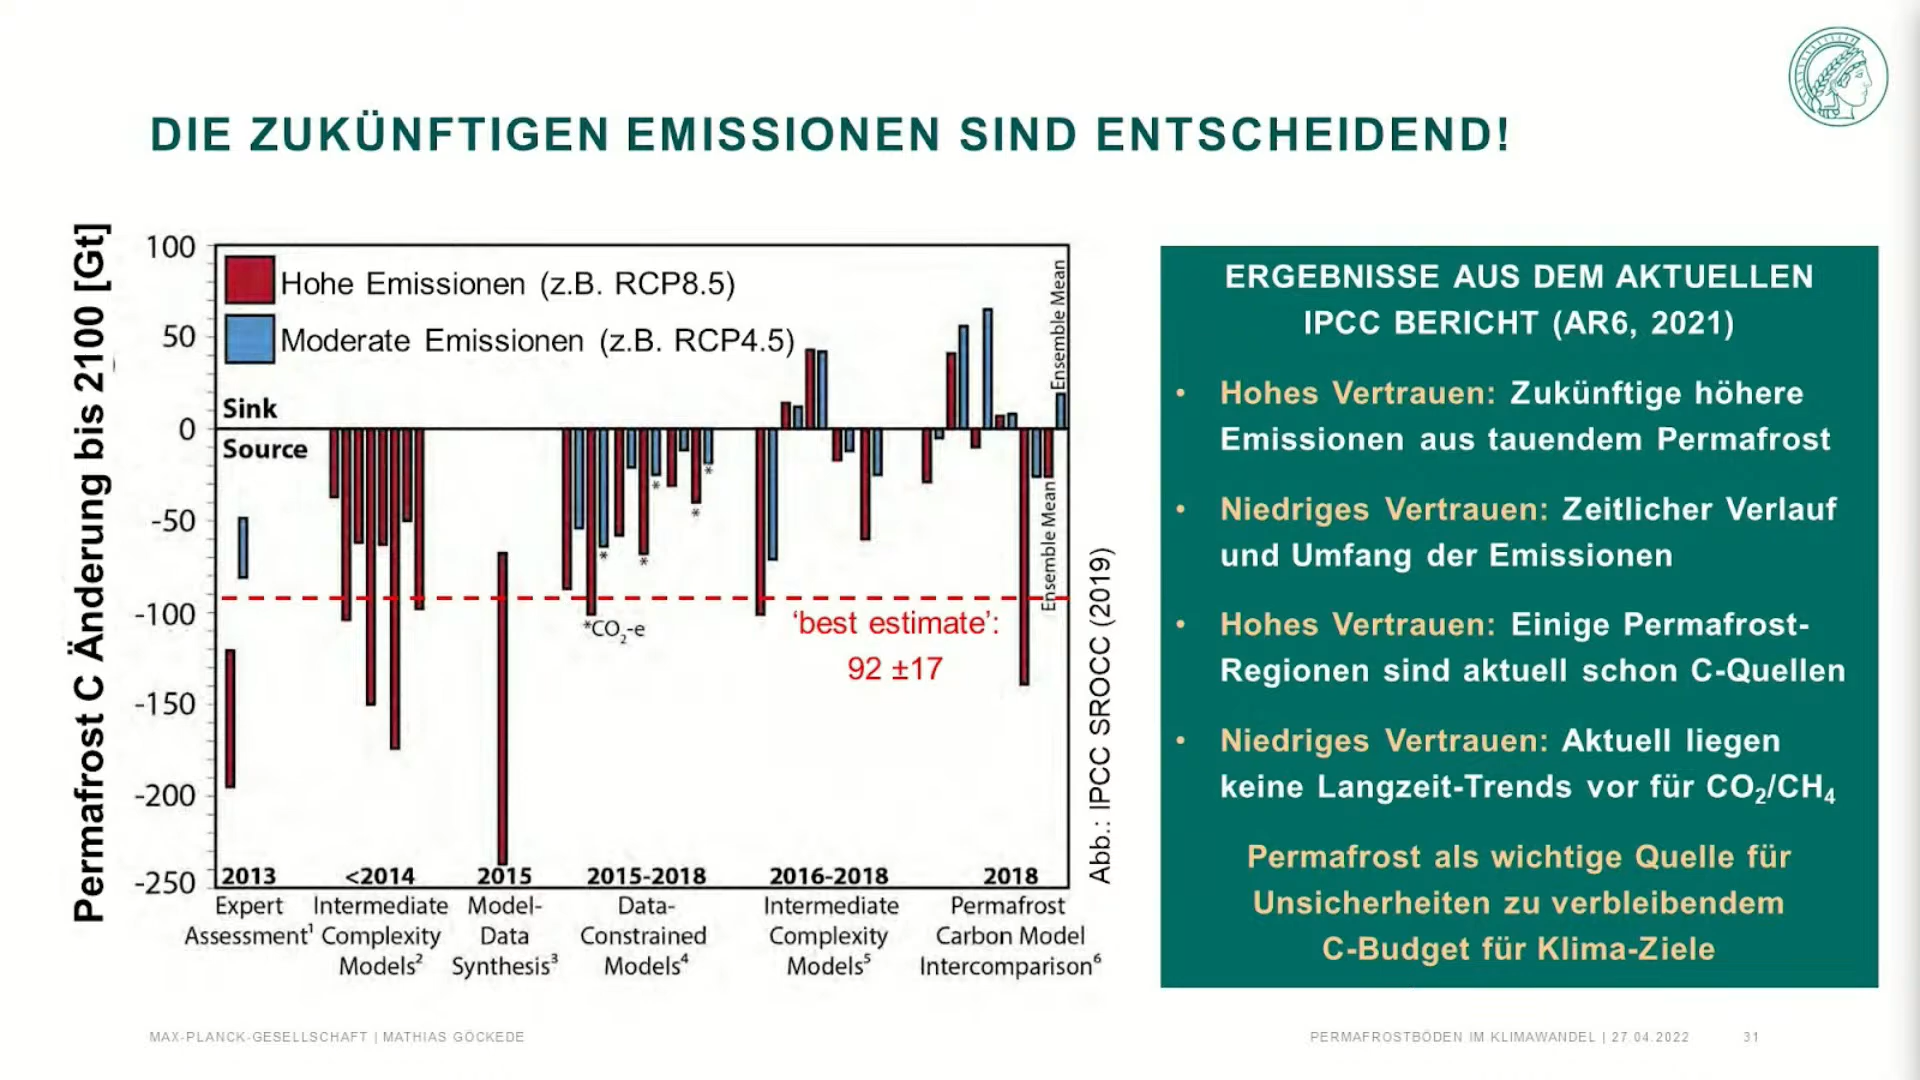 DIE ZUKÜNFTIGEN EMISSIONEN SIND ENTSCHEIDEND!
Permafrost C Änderung bis 2100 [Gt]
100
50
0
-50
-100
-150
-200
-250
Hohe Emissionen (z.B. RCP8.5)
Moderate Emissionen (z.B. RCP4.5)
Sink
Source
Ensemble Mean
Ensemble Mean
*
*
*
*
*
*CO₂-e
'best estimate':
92 ±17
2013
Expert
Assessment¹
<2014
Intermediate
Complexity
Models²
2015
Model-
Data
Synthesis³
2015-2018
Data-
Constrained
Models⁴
2016-2018
Intermediate
Complexity
Models⁵
2018
Permafrost
Carbon Model
Intercomparison⁶
Abb.: IPCC SROCC (2019)
ERGEBNISSE AUS DEM AKTUELLEN
IPCC BERICHT (AR6, 2021)
• Hohes Vertrauen: Zukünftige höhere
Emissionen aus tauendem Permafrost
• Niedriges Vertrauen: Zeitlicher Verlauf
und Umfang der Emissionen
• Hohes Vertrauen: Einige Permafrost-
Regionen sind aktuell schon C-Quellen
• Niedriges Vertrauen: Aktuell liegen
keine Langzeit-Trends vor für CO₂/CH₄
Permafrost als wichtige Quelle für
Unsicherheiten zu verbleibendem
C-Budget für Klima-Ziele
MAX-PLANCK-GESELLSCHAFT | MATHIAS GÖCKEDE
PERMAFROSTBÖDEN IM KLIMAWANDEL | 27.04.2022
31